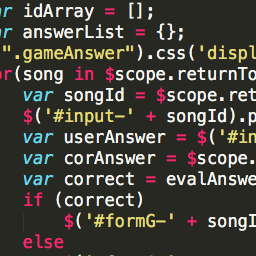 r idArray = [];
r answerList = {};
".gameAnswer").css('displ
r(song in $scope.returnTo
var songId = $scope.ret
$('#input-' + songId).p
var userAnswer = $('#in
var corAnswer = $scope.
var correct = evalAnswe
if (correct)
$('#formG-' + songI
else